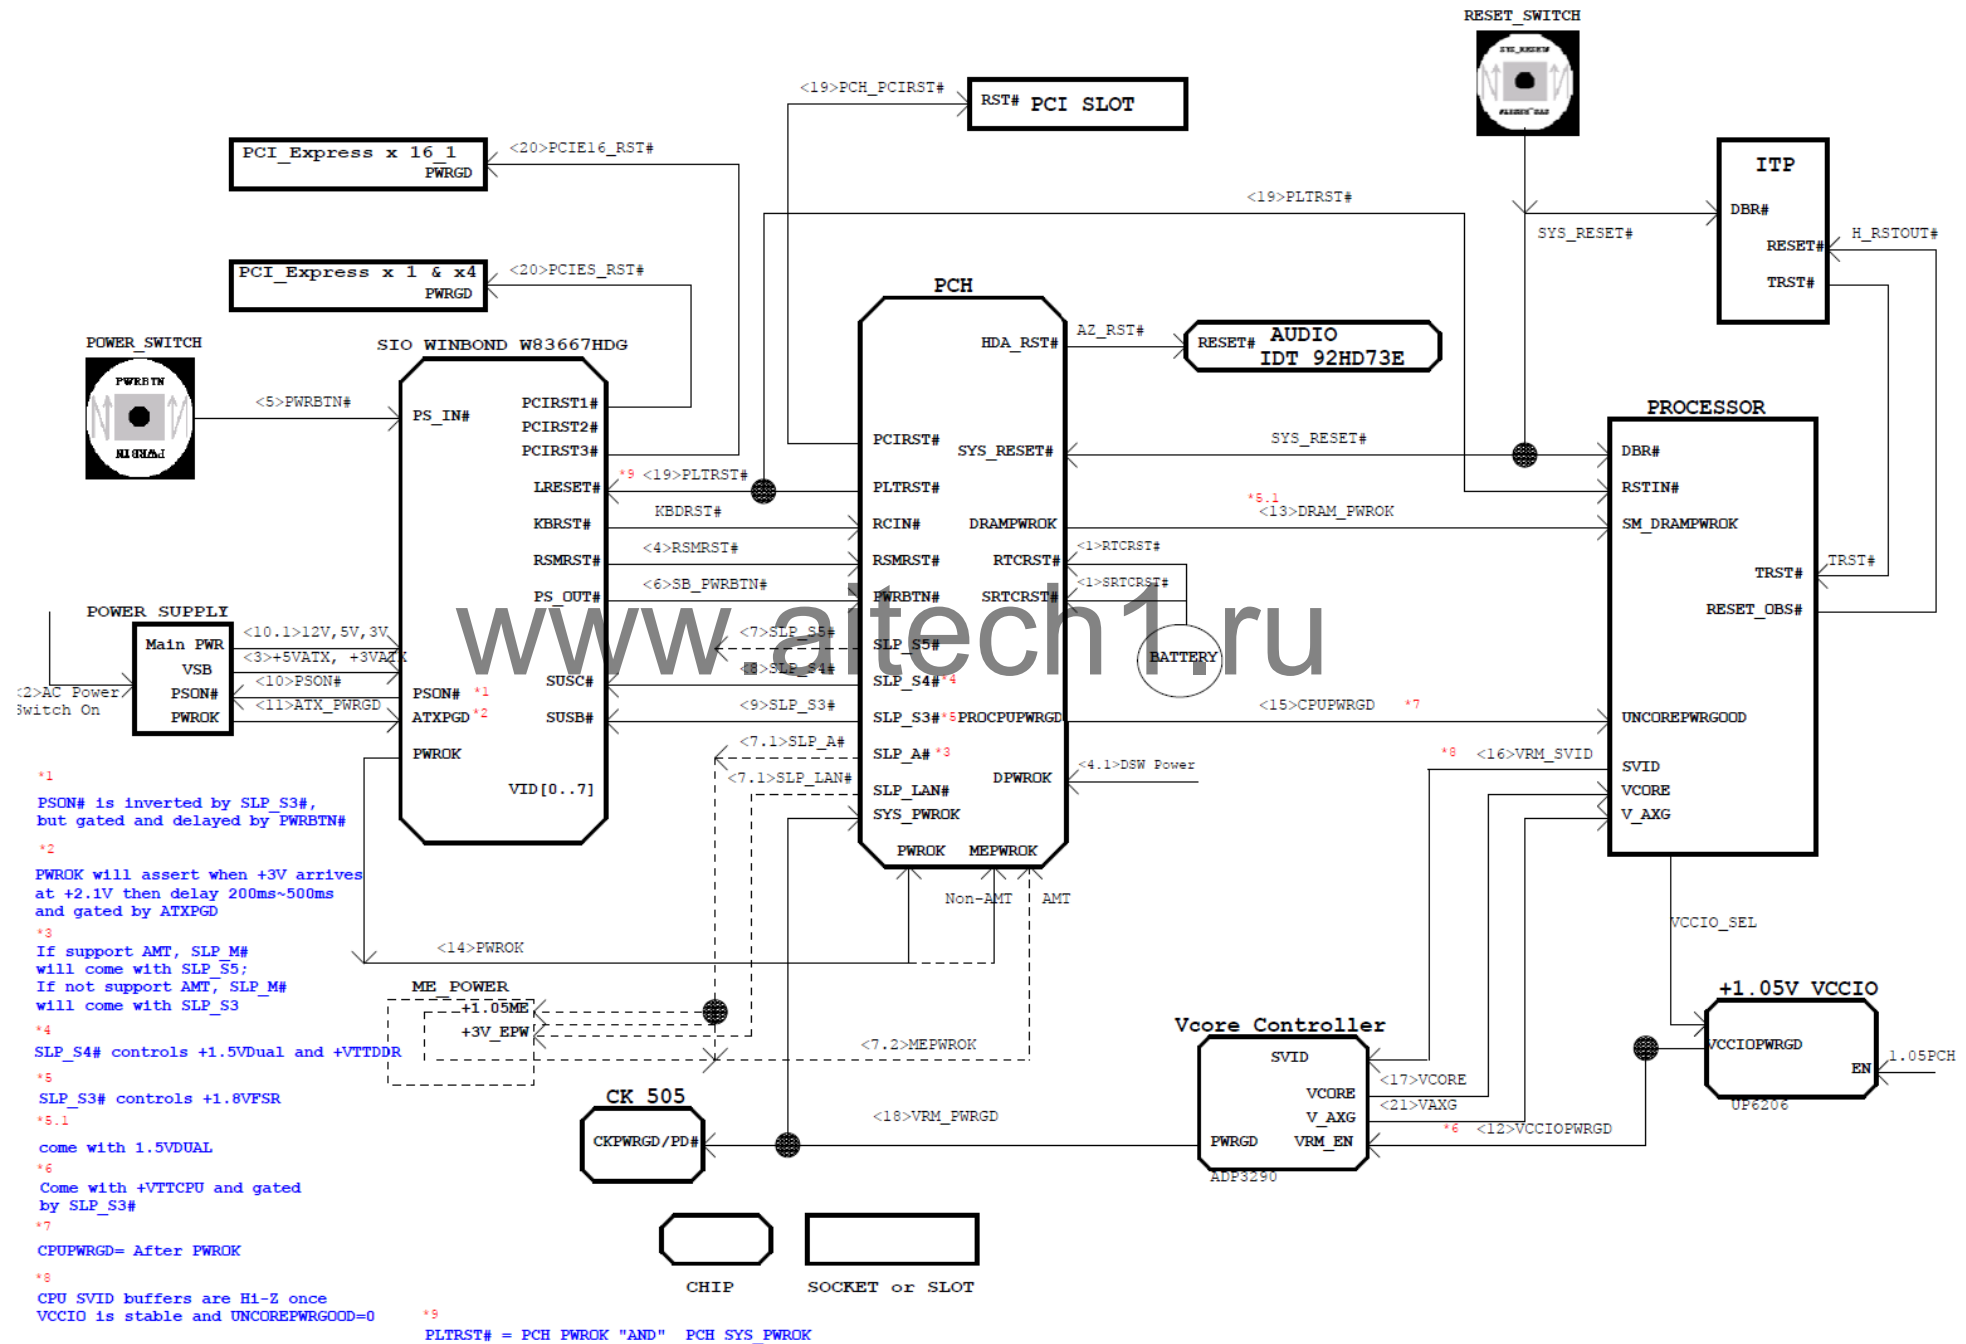 RESET_SWITCH
SYS_RESET#
<19>PCH_PCIRST#
RST# PCI SLOT
PCI_Express x 16_1
PWRGD
<20>PCIE16_RST#
ITP
DBR#
RESET#
TRST#
<19>PLTRST#
SYS_RESET#
H_RSTOUT#
PCI_Express x 1 & x4
PWRGD
<20>PCIES_RST#
PCH
POWER_SWITCH
PWRBTN
PWRBTN
SIO WINBOND W83667HDG
HDA_RST#
AZ_RST#
RESET# AUDIO
IDT 92HD73E
<5>PWRBTN#
PS_IN#
PCIRST1#
PCIRST2#
PCIRST3#
PROCESSOR
PCIRST#
SYS_RESET#
SYS_RESET#
DBR#
LRESET#
*9 <19>PLTRST#
PLTRST#
RSTIN#
KBRST#
KBDRST#
RCIN#
DRAMPWROK
*5.1
<13>DRAM_PWROK
SM_DRAMPWROK
RSMRST#
<4>RSMRST#
RSMRST#
RTCRST#
<1>RTCRST#
TRST#
TRST#
PS_OUT#
<6>SB_PWRBTN#
PWRBTN#
SRTCRST#
<1>SRTCRST#
RESET_OBS#
www.aitech1.ru
BATTERY
POWER SUPPLY
Main PWR
VSB
PSON#
PWROK
<10.1>12V,5V,3V
<3>+5VATX, +3VATX
<10>PSON#
<11>ATX_PWRGD
<2>AC Power
Switch On
PSON# *1
ATXPGD *2
PWROK
SUSC#
SUSB#
VID[0..7]
<7>SLP_S5#
<8>SLP_S4#
<9>SLP_S3#
<7.1>SLP_A#
<7.1>SLP_LAN#
SLP_S5#
SLP_S4# *4
SLP_S3# *5 PROCPUPWRGD
SLP_A# *3
SLP_LAN#
SYS_PWROK
DPWROK
PWROK MEPWROK
<15>CPUPWRGD *7
<4.1>DSW Power
UNCOREPWRGOOD
*8 <16>VRM_SVID
SVID
VCORE
V_AXG
Non-AMT AMT
VCCIO_SEL
<14>PWROK
*1
PSON# is inverted by SLP_S3#,
but gated and delayed by PWRBTN#
*2
PWROK will assert when +3V arrives
at +2.1V then delay 200ms~500ms
and gated by ATXPGD
*3
If support AMT, SLP_M#
will come with SLP_S5;
If not support AMT, SLP_M#
will come with SLP_S3
*4
SLP_S4# controls +1.5VDual and +VTTDDR
*5
SLP_S3# controls +1.8VFSR
*5.1
come with 1.5VDUAL
*6
Come with +VTTCPU and gated
by SLP_S3#
*7
CPUPWRGD= After PWROK
*8
CPU SVID buffers are Hi-Z once
VCCIO is stable and UNCOREPWRGOOD=0
*9
PLTRST# = PCH PWROK "AND" PCH SYS_PWROK
ME_POWER
+1.05ME
+3V_EPW
<7.2>MEPWROK
Vcore Controller
SVID
VCORE
V_AXG
PWRGD VRM_EN
ADP3290
<17>VCORE
<21>VAXG
*6 <12>VCCIOPWRGD
+1.05V VCCIO
VCCIOPWRGD
EN
1.05PCH
UP6206
CK 505
CKPWRGD/PD#
<18>VRM_PWRGD
CHIP
SOCKET or SLOT